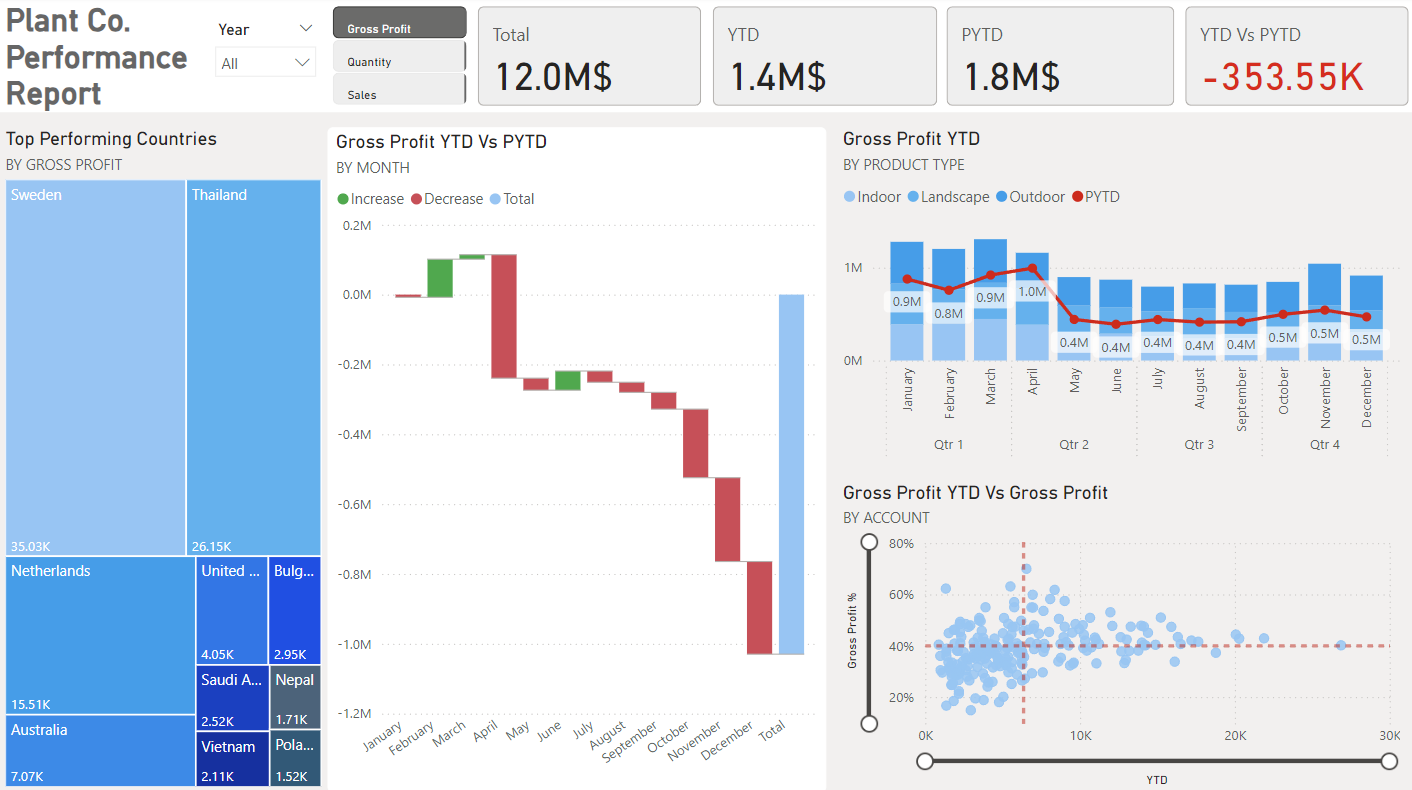 Plant Co.
Performance
Report
Year
All
Gross Profit
Quantity
Sales
Total
12.0M$
YTD
1.4M$
PYTD
1.8M$
YTD Vs PYTD
-353.55K
Top Performing Countries
BY GROSS PROFIT
Sweden
35.03K
Thailand
26.15K
Netherlands
15.51K
Australia
7.07K
United ...
4.05K
Bulg...
2.95K
Saudi A...
2.52K
Nepal
1.71K
Vietnam
2.11K
Pola...
1.52K
Gross Profit YTD Vs PYTD
BY MONTH
Increase Decrease Total
0.2M
0.0M
-0.2M
-0.4M
-0.6M
-0.8M
-1.0M
-1.2M
January
February
March
April
May
June
July
August
September
October
November
December
Total
Gross Profit YTD
BY PRODUCT TYPE
Indoor Landscape Outdoor PYTD
1M
0M
0.9M
0.8M
0.9M
1.0M
0.4M
0.4M
0.4M
0.4M
0.4M
0.5M
0.5M
0.5M
January
February
March
April
May
June
July
August
September
October
November
December
Qtr 1
Qtr 2
Qtr 3
Qtr 4
Gross Profit YTD Vs Gross Profit
BY ACCOUNT
Gross Profit %
80%
60%
40%
20%
0K
10K
20K
30K
YTD